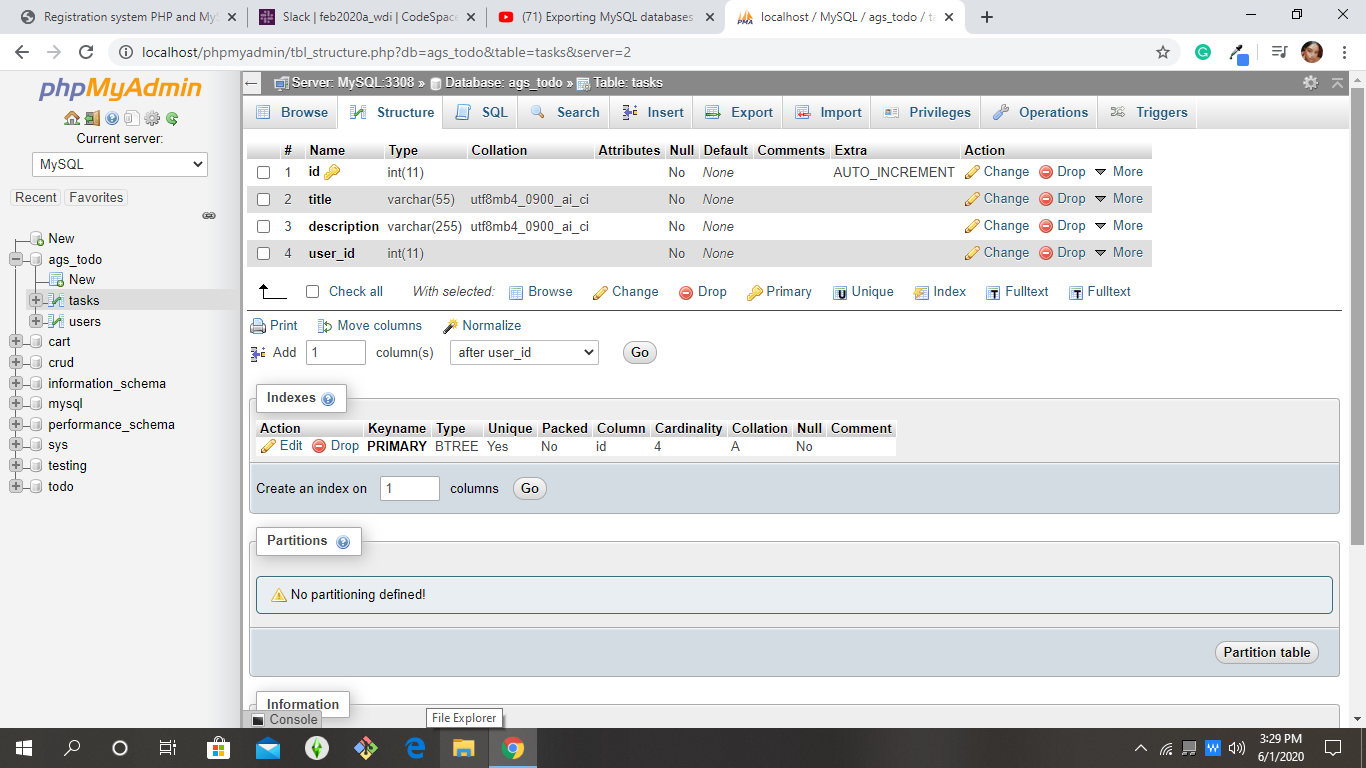 Registration system PHP and MyS
Slack | feb2020a_wdi | CodeSpace
(71) Exporting MySQL databases
localhost / MySQL / ags_todo / ta
localhost/phpmyadmin/tbl_structure.php?db=ags_todo&table=tasks&server=2
phpMyAdmin
Current server:
MySQL
Recent Favorites
New
ags_todo
New
tasks
users
cart
crud
information_schema
mysql
performance_schema
sys
testing
todo
Server: MySQL:3308 » Database: ags_todo » Table: tasks
Browse Structure SQL Search Insert Export Import Privileges Operations Triggers
# Name Type Collation Attributes Null Default Comments Extra Action
1 id int(11) No None AUTO_INCREMENT Change Drop More
2 title varchar(55) utf8mb4_0900_ai_ci No None Change Drop More
3 description varchar(255) utf8mb4_0900_ai_ci No None Change Drop More
4 user_id int(11) No None Change Drop More
Check all With selected: Browse Change Drop Primary Unique Index Fulltext Fulltext
Print Move columns Normalize
Add 1 column(s) after user_id Go
Indexes
Action Keyname Type Unique Packed Column Cardinality Collation Null Comment
Edit Drop PRIMARY BTREE Yes No id 4 A No
Create an index on 1 columns Go
Partitions
No partitioning defined!
Partition table
Information
Console
File Explorer
3:29 PM
6/1/2020